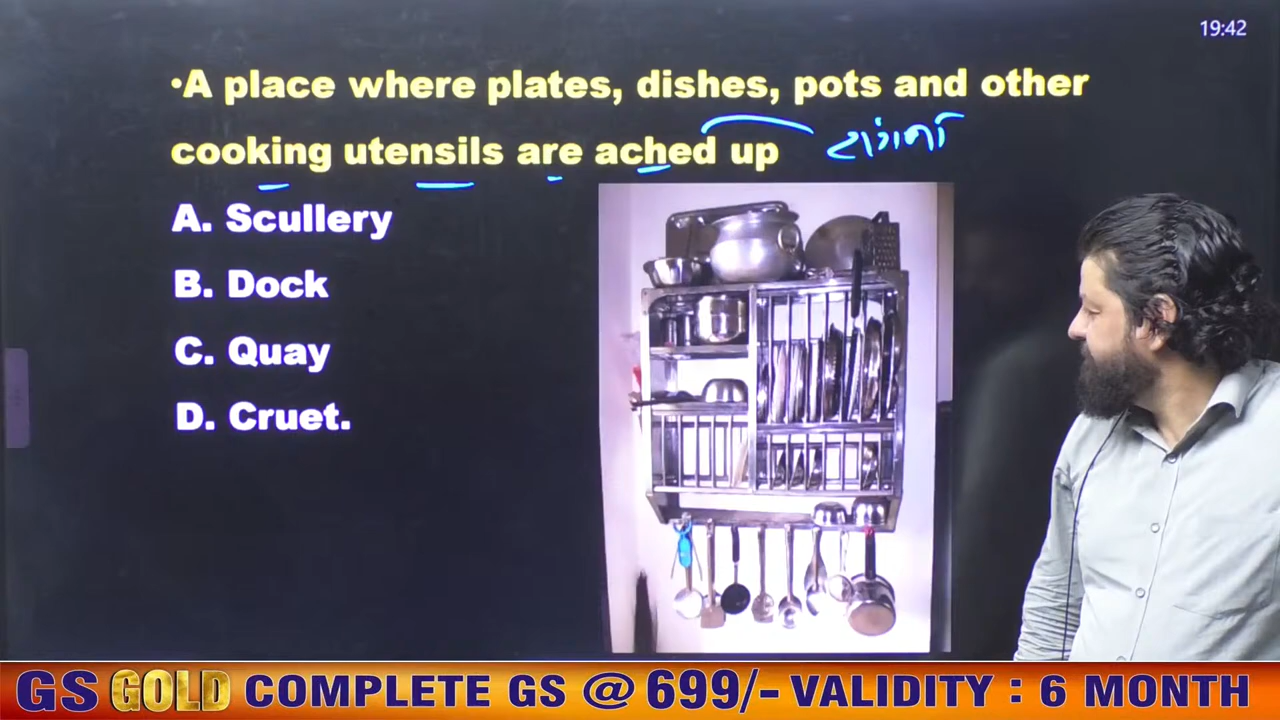 19:42
•A place where plates, dishes, pots and other
cooking utensils are ached up
A. Scullery
B. Dock
C. Quay
D. Cruet.
GS GOLD COMPLETE GS @ 699/- VALIDITY : 6 MONTH